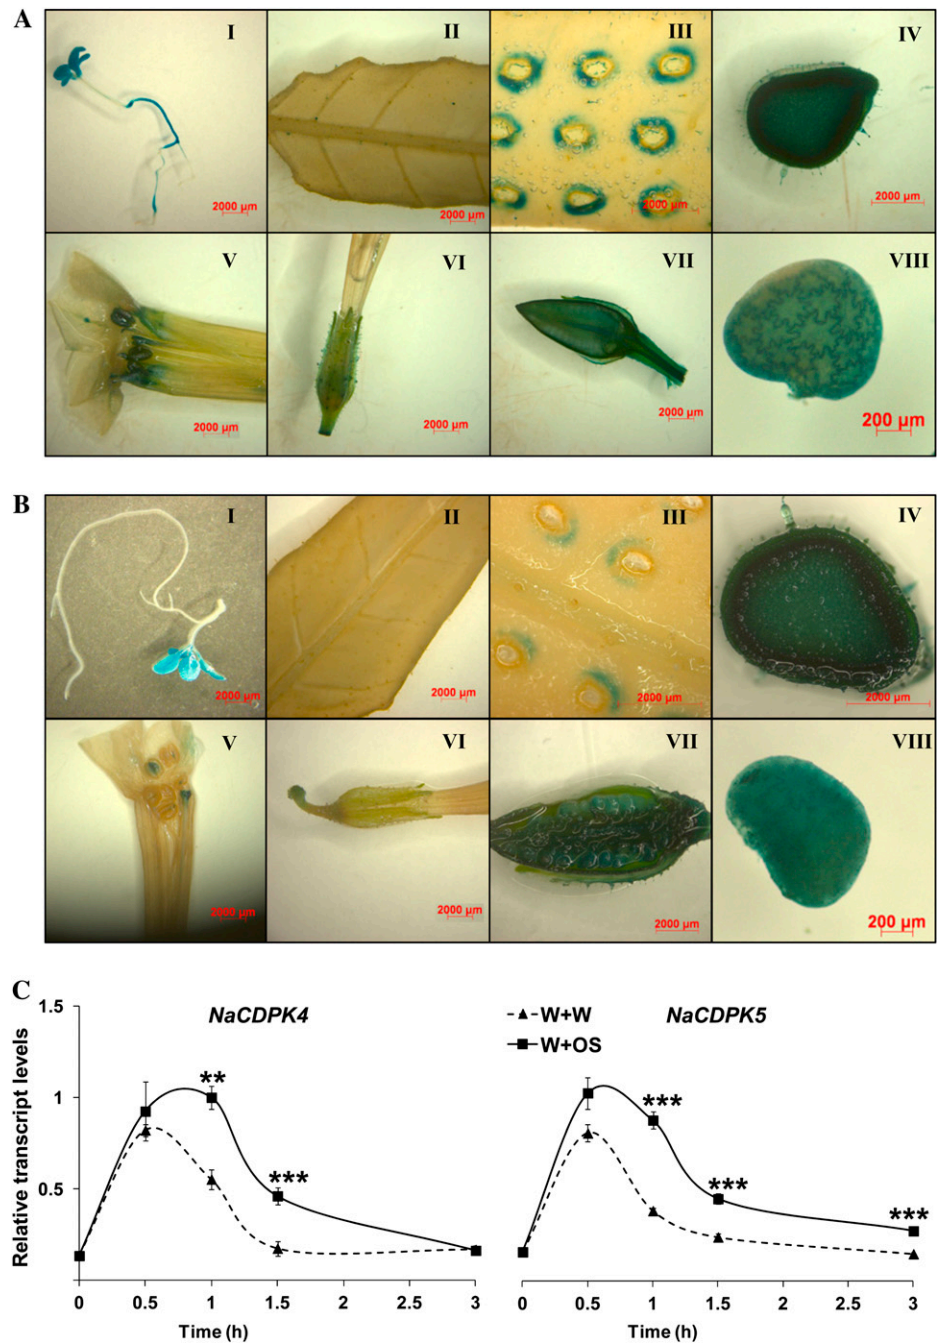 A
I
II
III
IV
2000 µm
2000 µm
2000 µm
2000 µm
V
VI
VII
VIII
2000 µm
2000 µm
2000 µm
200 µm
B
I
II
III
IV
2000 µm
2000 µm
2000 µm
2000 µm
V
VI
VII
VIII
2000 µm
2000 µm
2000 µm
200 µm
C
1.5
1
0.5
Relative transcript levels
NaCDPK4
W+W
W+OS
NaCDPK5
**
***
***
***
***
0 0.5 1 1.5 2 2.5 3
0 0.5 1 1.5 2 2.5 3
Time (h)
Time (h)